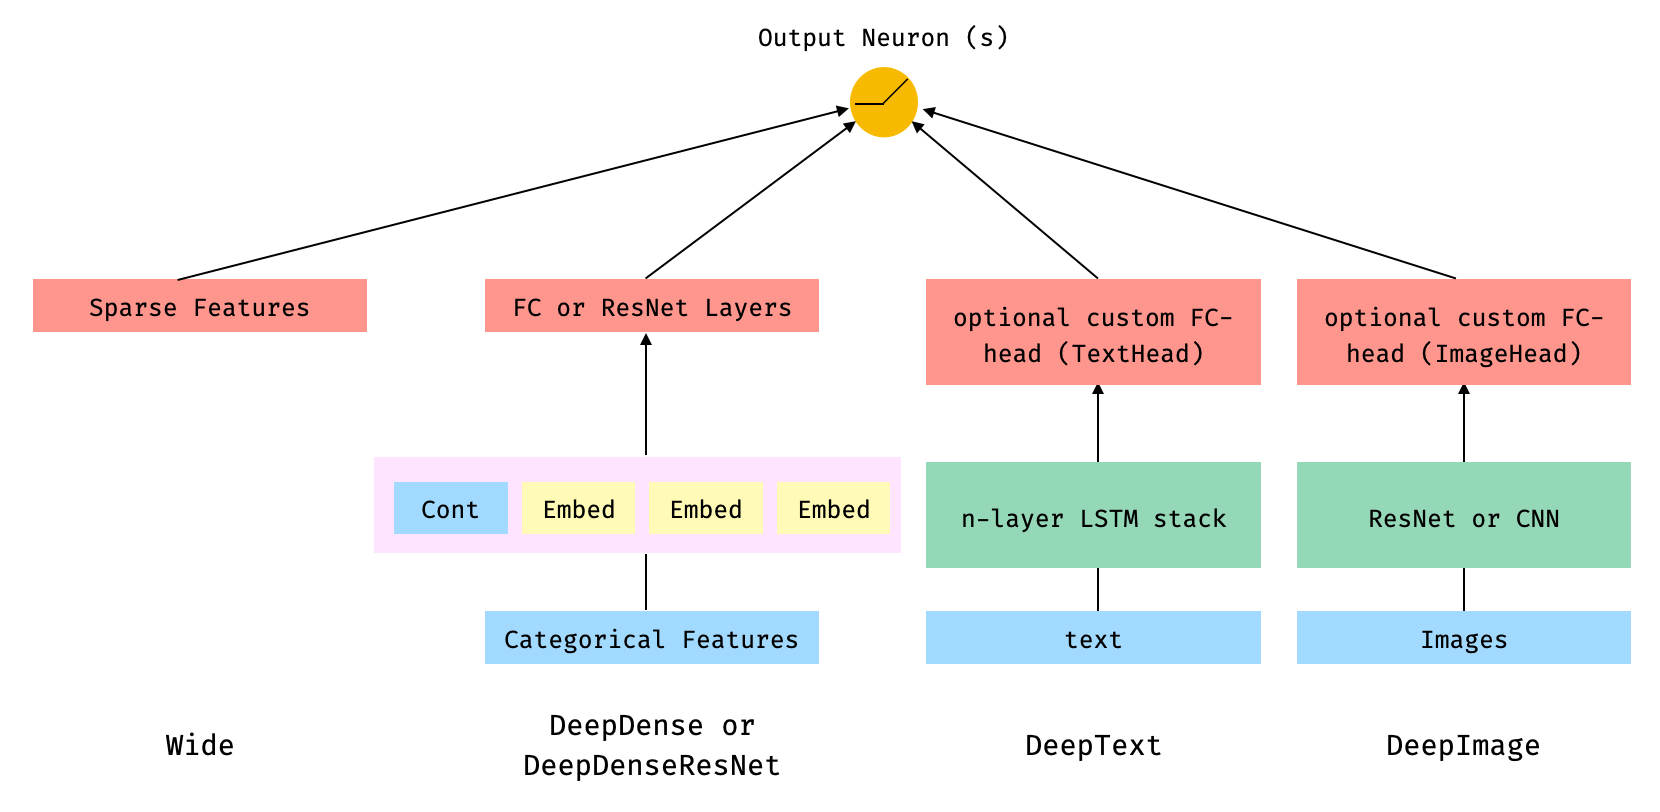 Output Neuron (s)
Sparse Features
FC or ResNet Layers
optional custom FC-
head (TextHead)
optional custom FC-
head (ImageHead)
Cont
Embed
Embed
Embed
n-layer LSTM stack
ResNet or CNN
Categorical Features
text
Images
Wide
DeepDense or
DeepDenseResNet
DeepText
DeepImage